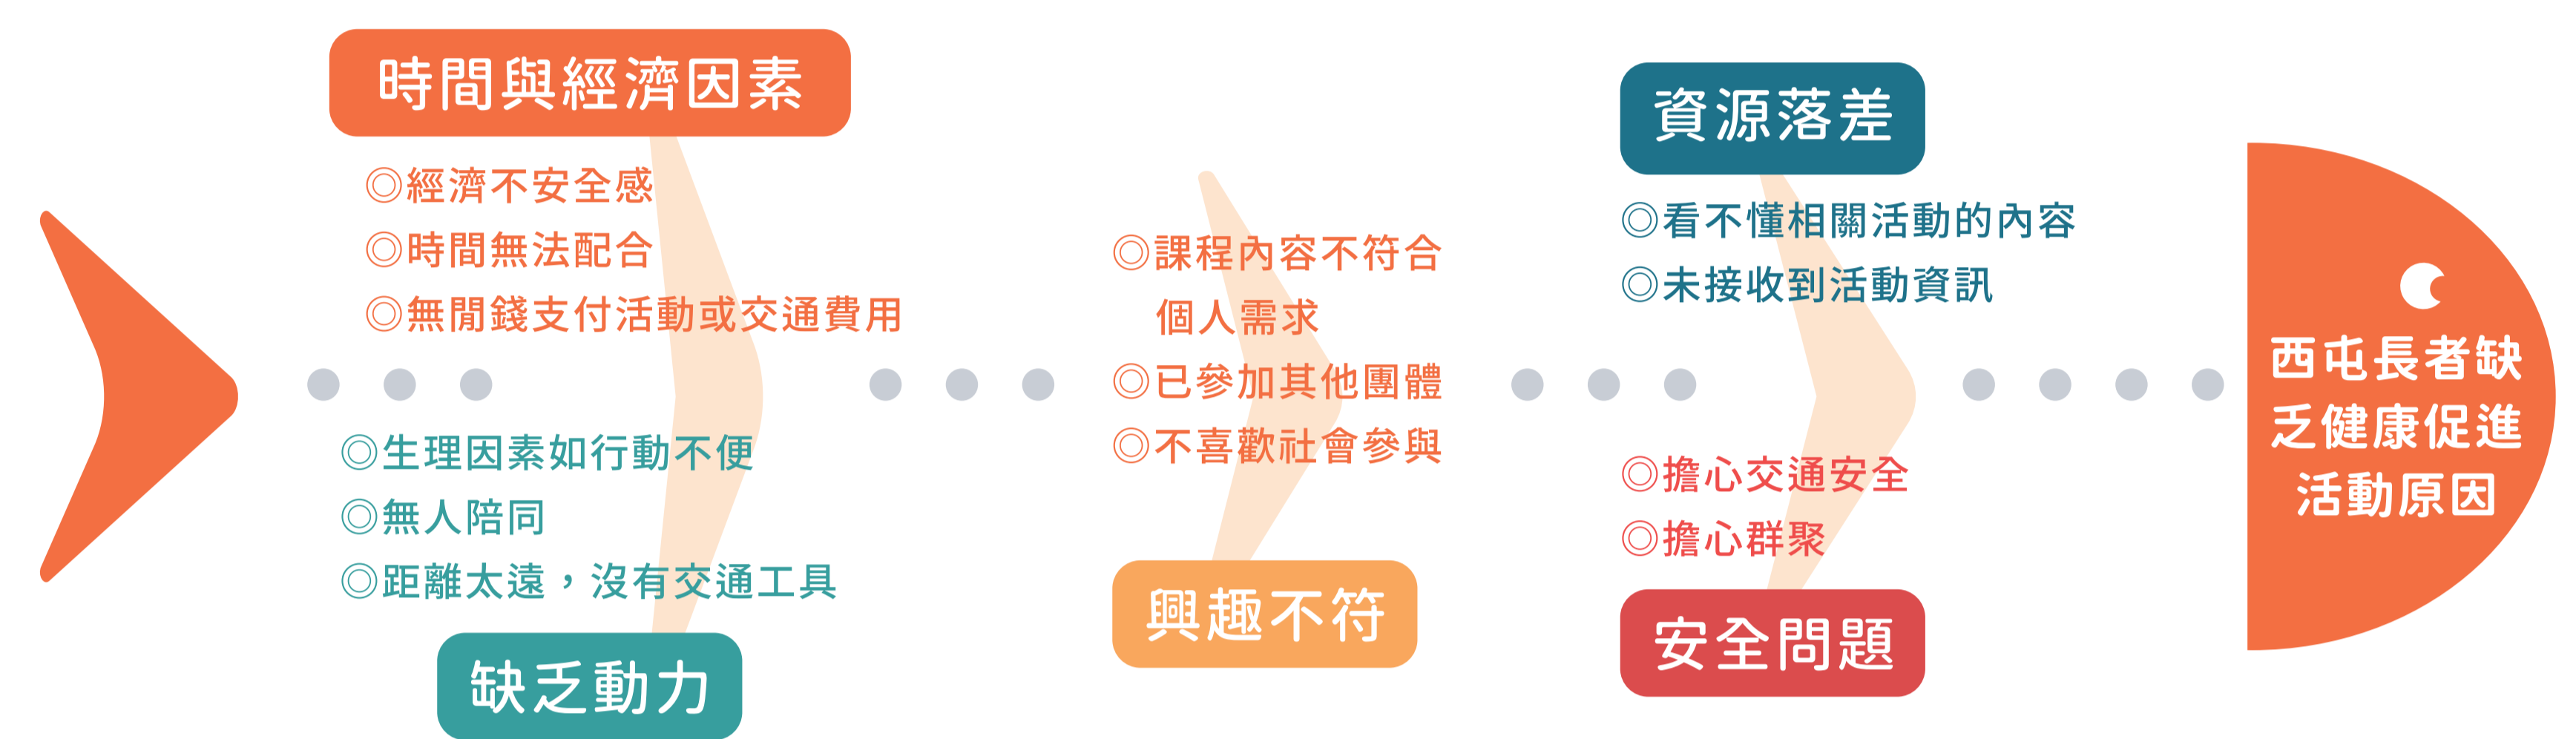 時間與經濟因素
◎經濟不安全感
◎時間無法配合
◎無閒錢支付活動或交通費用
◎生理因素如行動不便
◎無人陪同
◎距離太遠，沒有交通工具
缺乏動力
◎課程內容不符合
個人需求
◎已參加其他團體
◎不喜歡社會參與
興趣不符
資源落差
◎看不懂相關活動的內容
◎未接收到活動資訊
◎擔心交通安全
◎擔心群聚
安全問題
西屯長者缺
乏健康促進
活動原因